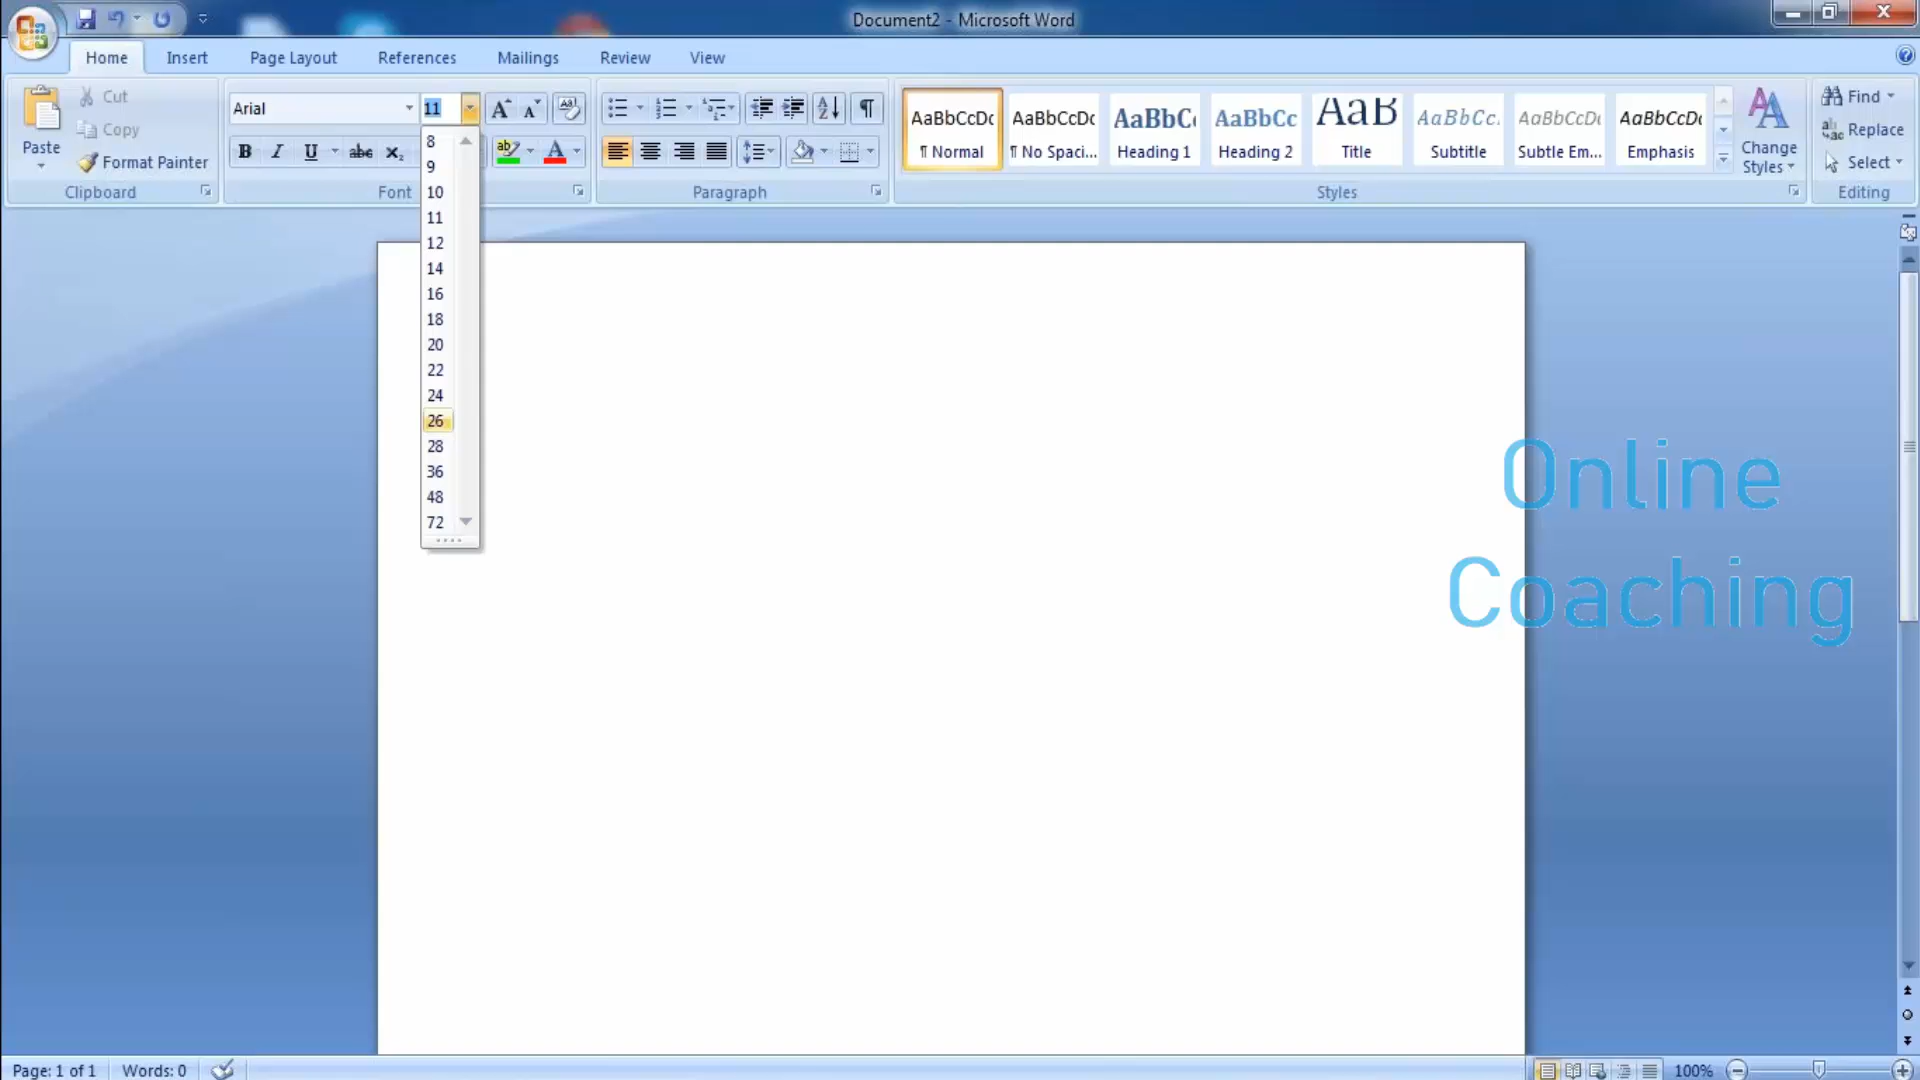 Document2 - Microsoft Word
Home Insert Page Layout References Mailings Review View
Paste
Cut
Copy
Format Painter
Clipboard
Arial 11
B I U abc X₂ ab A
Font
8
9
10
11
12
14
16
18
20
22
24
26
28
36
48
72
Paragraph
AaBbCcDc AaBbCcDc AaBbC AaBbCc AaB AaBbCc. AaBbCcDi AaBbCcDc
¶ Normal ¶ No Spaci... Heading 1 Heading 2 Title Subtitle Subtle Em... Emphasis
Change
Styles
Styles
Find
Replace
Select
Editing
Online
Coaching
Page: 1 of 1 Words: 0 100%